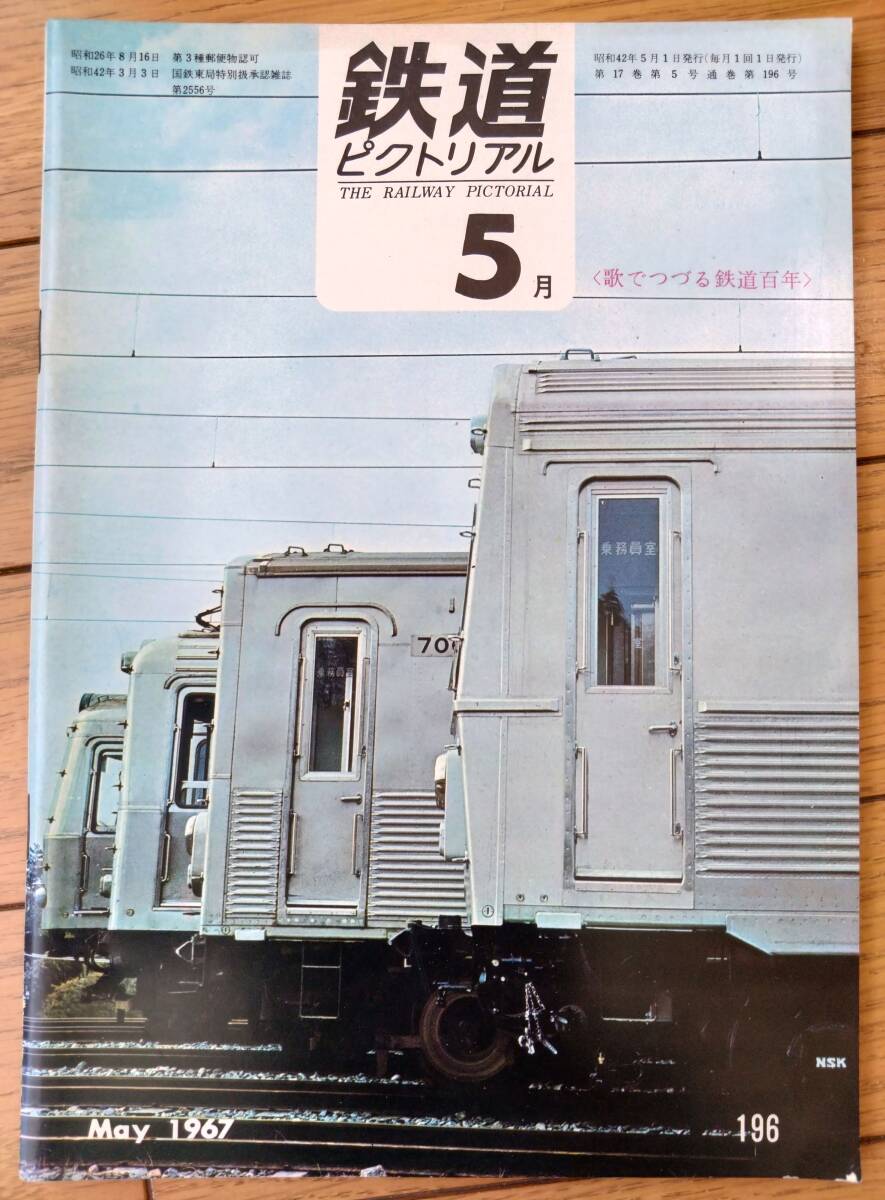 昭和26年8月16日 第3種郵便物認可
昭和42年3月3日 国鉄東局特別扱承認雑誌
第2556号
昭和42年5月1日発行(毎月1回1日発行)
第17巻第5号通巻第196号
鉄道
ピクトリアル
THE RAILWAY PICTORIAL
5月
〈歌でつづる鉄道百年〉
乗務員室
室
700
乗務員室
NSK
May 1967
196